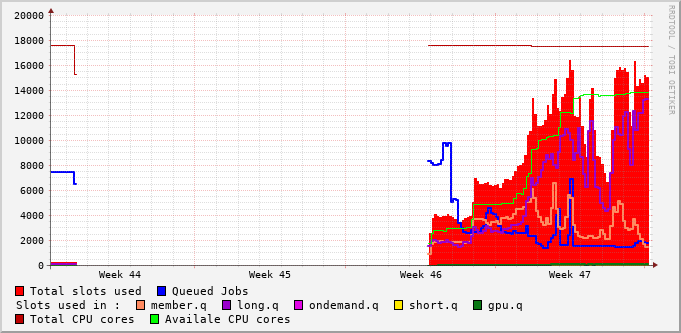 20000
18000
16000
14000
12000
10000
8000
6000
4000
2000
0
Week 44 Week 45 Week 46 Week 47
RRDTOOL / TOBI OETIKER
Total slots used Queued Jobs
Slots used in : member.q long.q ondemand.q short.q gpu.q
Total CPU cores Availale CPU cores